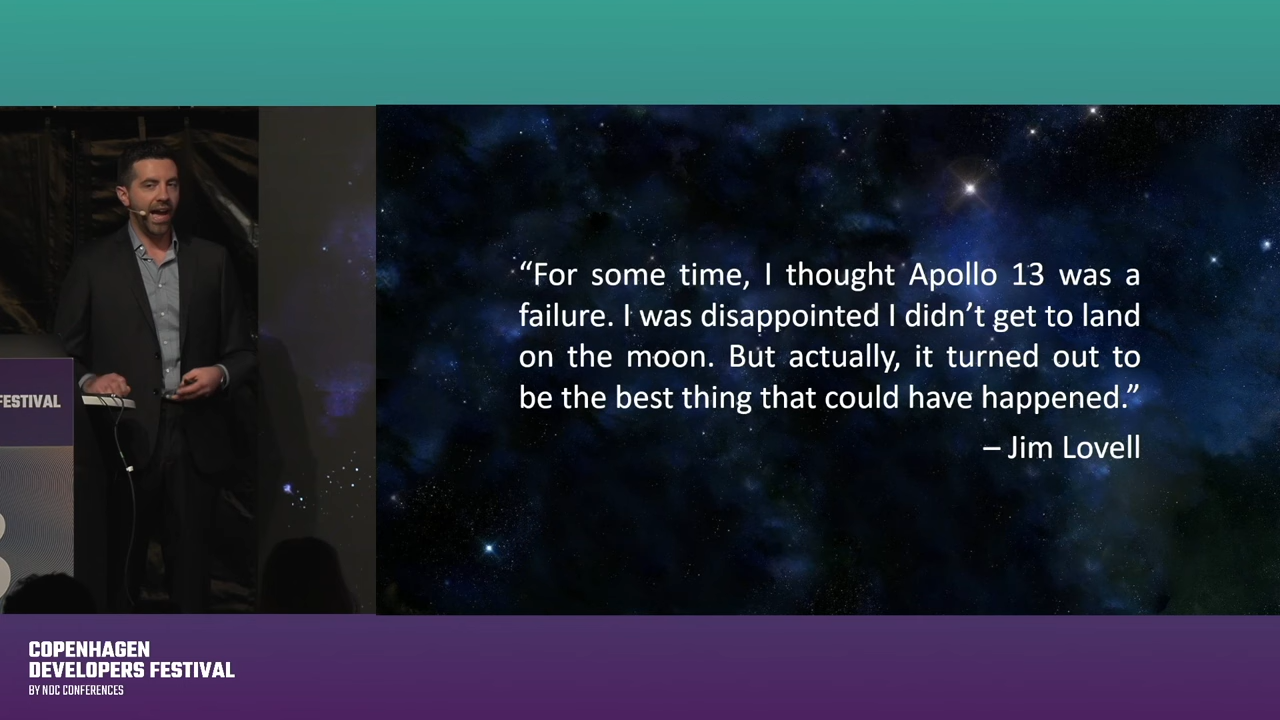 FESTIVAL
“For some time, I thought Apollo 13 was a
failure. I was disappointed I didn’t get to land
on the moon. But actually, it turned out to
be the best thing that could have happened.”
– Jim Lovell
COPENHAGEN
DEVELOPERS FESTIVAL
BY NDC CONFERENCES